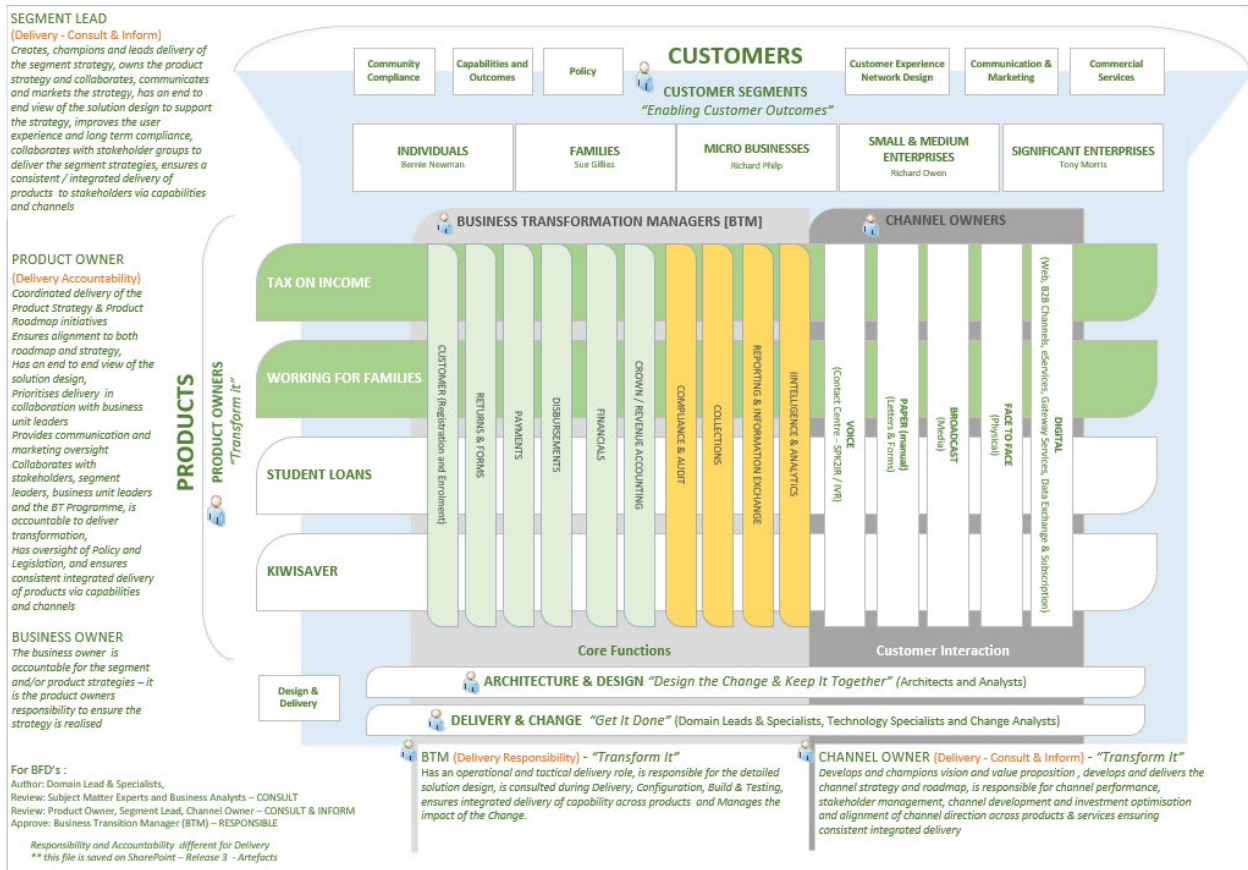 SEGMENT LEAD
(Delivery - Consult & Inform)
Creates, champions and leads delivery of
the segment strategy, owns the product
strategy and collaborates, communicates
and markets the strategy, has an end to
end view of the solution design to support
the strategy, improves the user
experience and long term compliance,
collaborates with stakeholder groups to
deliver the segment strategies, ensures a
consistent / integrated delivery of
products to stakeholders via capabilities
and channels
PRODUCT OWNER
(Delivery Accountability)
Coordinated delivery of the
Product Strategy & Product
Roadmap initiatives
Ensures alignment to both
roadmap and strategy,
Has an end to end view of the
solution design,
Prioritises delivery in
collaboration with business
unit leaders
Provides communication and
marketing oversight
Collaborates with
stakeholders, segment
leaders, business unit leaders
and the BT Programme, is
accountable to deliver
transformation,
Has oversight of Policy and
Legislation, and ensures
consistent integrated delivery
of products via capabilities
and channels
BUSINESS OWNER
The business owner is
accountable for the segment
and/or product strategies – it
is the product owners
responsibility to ensure the
strategy is realised
For BFD's :
Author: Domain Lead & Specialists,
Review: Subject Matter Experts and Business Analysts – CONSULT
Review: Product Owner, Segment Lead, Channel Owner – CONSULT & INFORM
Approve: Business Transition Manager (BTM) – RESPONSIBLE
Responsibility and Accountability different for Delivery
** this file is saved on SharePoint – Release 3 - Artefacts
Community
Compliance
Capabilities and
Outcomes
Policy
CUSTOMERS
CUSTOMER SEGMENTS
"Enabling Customer Outcomes"
Customer Experience
Network Design
Communication &
Marketing
Commercial
Services
INDIVIDUALS
Bernie Newman
FAMILIES
Sue Gillies
MICRO BUSINESSES
Richard Philp
SMALL & MEDIUM
ENTERPRISES
Richard Owen
SIGNIFICANT ENTERPRISES
Tony Morris
BUSINESS TRANSFORMATION MANAGERS [BTM]
CHANNEL OWNERS
PRODUCTS
PRODUCT OWNERS
"Transform it"
TAX ON INCOME
WORKING FOR FAMILIES
STUDENT LOANS
KIWISAVER
CUSTOMER (Registration and Enrolment)
RETURNS & FORMS
PAYMENTS
DISBURSEMENTS
FINANCIALS
CROWN / REVENUE ACCOUNTING
COMPLIANCE & AUDIT
COLLECTIONS
REPORTING & INFORMATION EXCHANGE
IINTELLIGENCE & ANALYTICS
VOICE
(Contact Centre - SPK2IR / IVR)
PAPER (manual)
(Letters & Forms)
BROADCAST
(Media)
FACE TO FACE
(Physical)
DIGITAL
(Web, B2B Channels, eServices, Gateway Services, Data Exchange & Subscription)
Core Functions
Customer Interaction
Design &
Delivery
ARCHITECTURE & DESIGN "Design the Change & Keep It Together" (Architects and Analysts)
DELIVERY & CHANGE "Get It Done" (Domain Leads & Specialists, Technology Specialists and Change Analysts)
BTM (Delivery Responsibility) - "Transform It"
Has an operational and tactical delivery role, is responsible for the detailed
solution design, is consulted during Delivery, Configuration, Build & Testing,
ensures integrated delivery of capability across products and Manages the
impact of the Change.
CHANNEL OWNER (Delivery - Consult & Inform) - "Transform It"
Develops and champions vision and value proposition , develops and delivers the
channel strategy and roadmap, is responsible for channel performance,
stakeholder management, channel development and investment optimisation
and alignment of channel direction across products & services ensuring
consistent integrated delivery